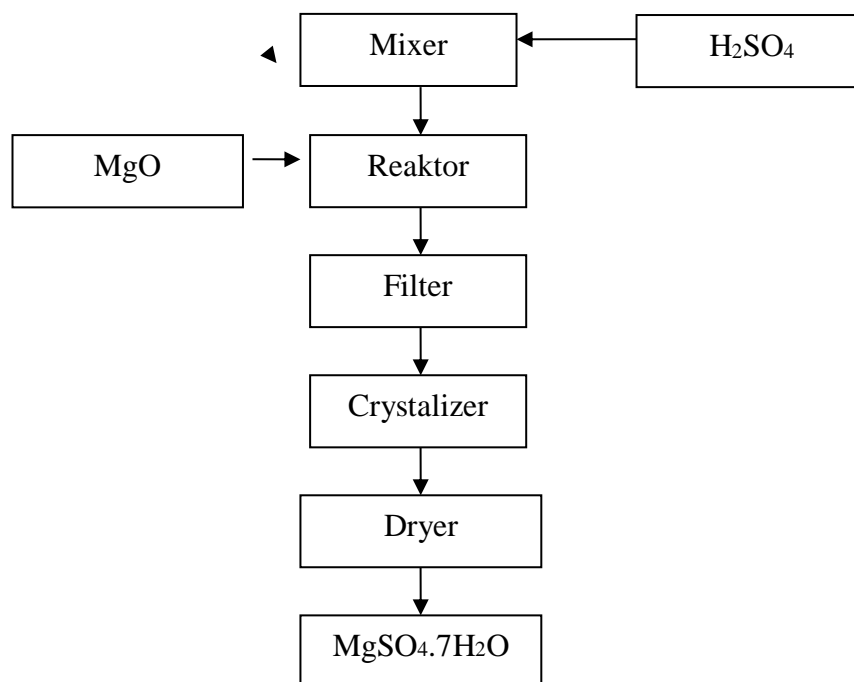 Mixer
H₂SO₄
MgO
Reaktor
Filter
Crystalizer
Dryer
MgSO₄.7H₂O